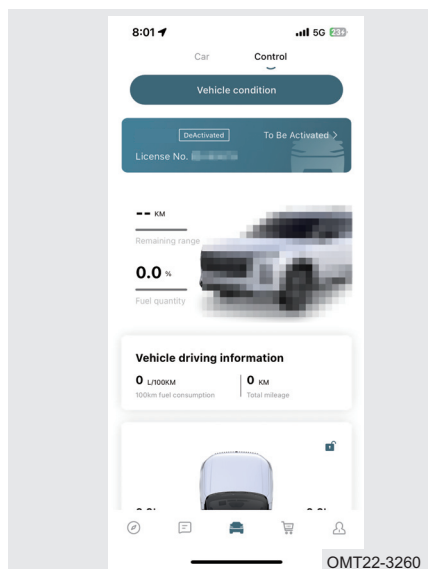 8:01
5G 23
Car Control
Vehicle condition
DeActivated To Be Activated >
License No.
-- KM
Remaining range
0.0 %
Fuel quantity
Vehicle driving information
0 L/100KM 0 KM
100km fuel consumption Total mileage
OMT22-3260